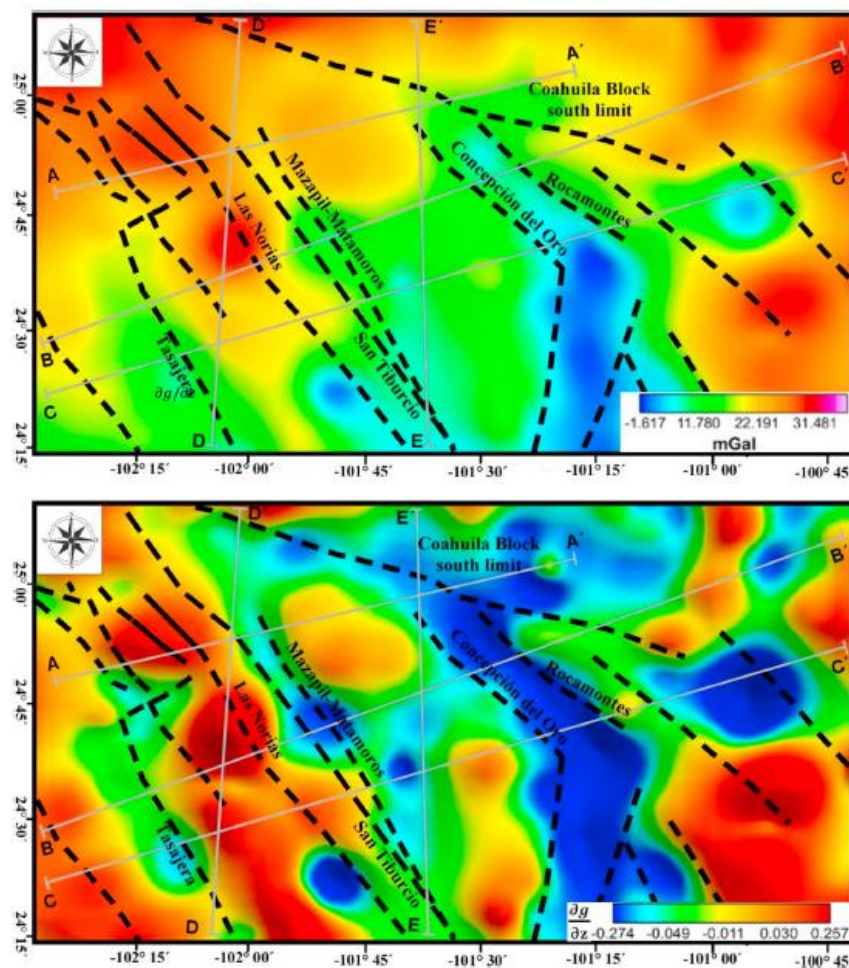 D
E´
A´
B´
Coahuila Block
south limit
25° 00´
A
Mazapil-Matamoros
Concepción del Oro
Rocamontes
C´
24° 45´
Las Norias
24° 30´
B
Tasajera
∂g/∂z
San Tiburcio
C
-1.617 11.780 22.191 31.481
mGal
24° 15´
D
E
-102° 15´ -102° 00´ -101° 45´ -101° 30´ -101° 15´ -101° 00´ -100° 45´
D
E
Coahuila Block
south limit
A´
B´
25° 00´
A
Mazapil-Matamoros
Concepción del Oro
Rocamontes
C´
24° 45´
Las Norias
24° 30´
B
Tasajera
San Tiburcio
C
∂g
∂z
-0.274 -0.049 -0.011 0.030 0.257
24° 15´
D
E
-102° 15´ -102° 00´ -101° 45´ -101° 30´ -101° 15´ -101° 00´ -100° 45´